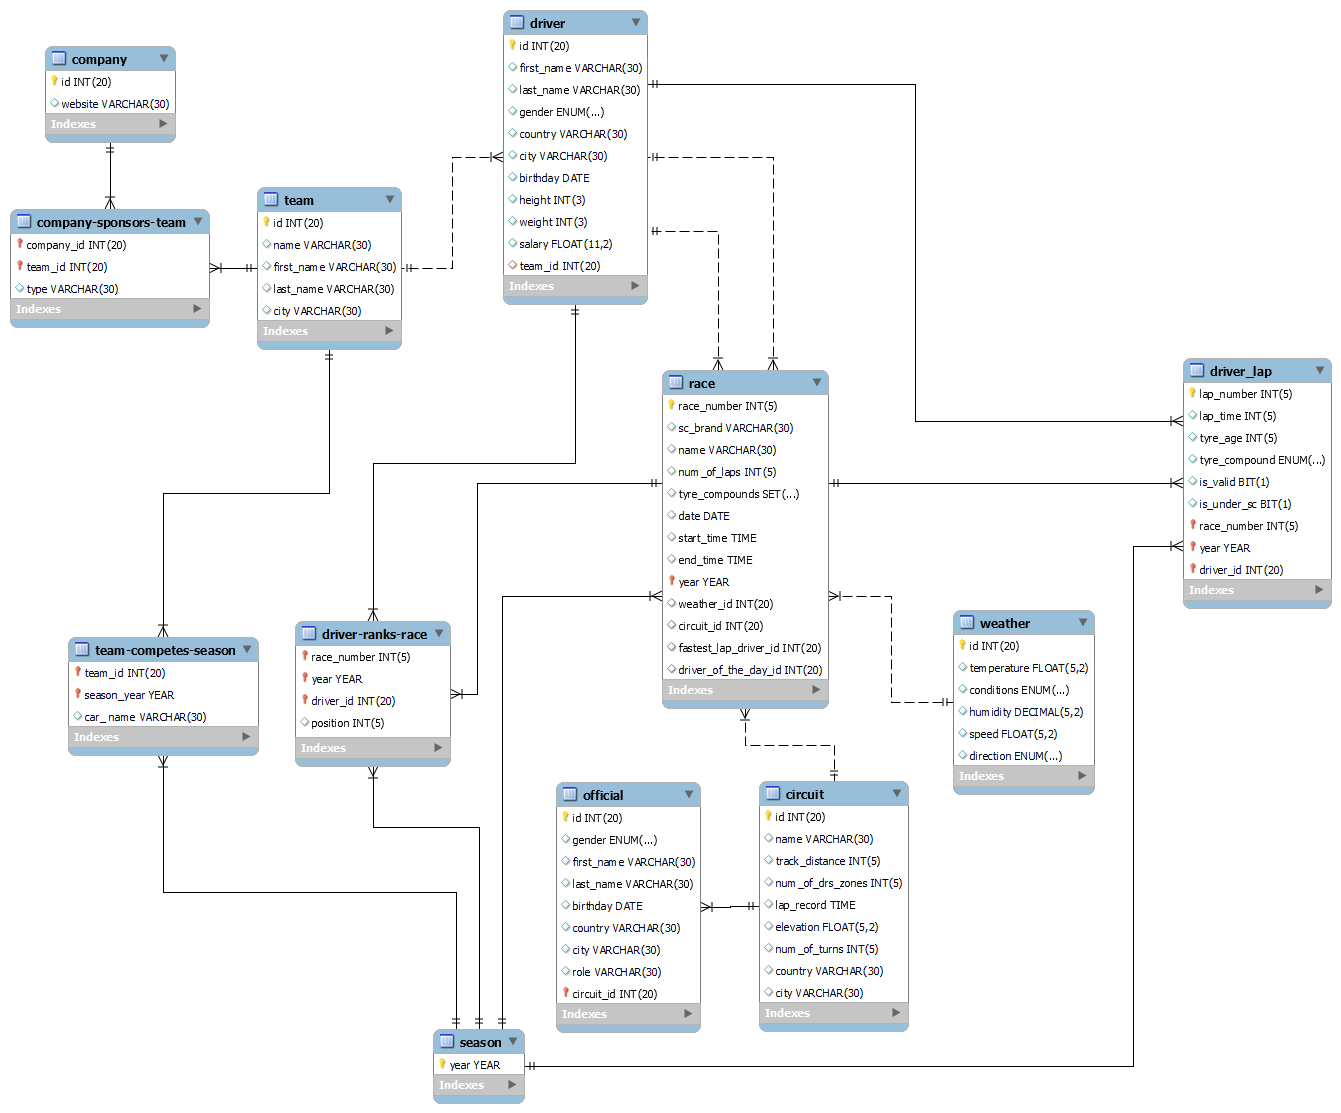 driver
id INT(20)
first_name VARCHAR(30)
last_name VARCHAR(30)
gender ENUM(...)
country VARCHAR(30)
city VARCHAR(30)
birthday DATE
height INT(3)
weight INT(3)
salary FLOAT(11,2)
team_id INT(20)
Indexes
company
id INT(20)
website VARCHAR(30)
Indexes
team
id INT(20)
name VARCHAR(30)
first_name VARCHAR(30)
last_name VARCHAR(30)
city VARCHAR(30)
Indexes
company-sponsors-team
company_id INT(20)
team_id INT(20)
type VARCHAR(30)
Indexes
race
race_number INT(5)
sc_brand VARCHAR(30)
name VARCHAR(30)
num_of_laps INT(5)
tyre_compounds SET(...)
date DATE
start_time TIME
end_time TIME
year YEAR
weather_id INT(20)
circuit_id INT(20)
fastest_lap_driver_id INT(20)
driver_of_the_day_id INT(20)
Indexes
driver_lap
lap_number INT(5)
lap_time INT(5)
tyre_age INT(5)
tyre_compound ENUM(...)
is_valid BIT(1)
is_under_sc BIT(1)
race_number INT(5)
year YEAR
driver_id INT(20)
Indexes
team-competes-season
team_id INT(20)
season_year YEAR
car_name VARCHAR(30)
Indexes
driver-ranks-race
race_number INT(5)
year YEAR
driver_id INT(20)
position INT(5)
Indexes
weather
id INT(20)
temperature FLOAT(5,2)
conditions ENUM(...)
humidity DECIMAL(5,2)
speed FLOAT(5,2)
direction ENUM(...)
Indexes
official
id INT(20)
gender ENUM(...)
first_name VARCHAR(30)
last_name VARCHAR(30)
birthday DATE
country VARCHAR(30)
city VARCHAR(30)
role VARCHAR(30)
circuit_id INT(20)
Indexes
circuit
id INT(20)
name VARCHAR(30)
track_distance INT(5)
num_of_drs_zones INT(5)
lap_record TIME
elevation FLOAT(5,2)
num_of_turns INT(5)
country VARCHAR(30)
city VARCHAR(30)
Indexes
season
year YEAR
Indexes